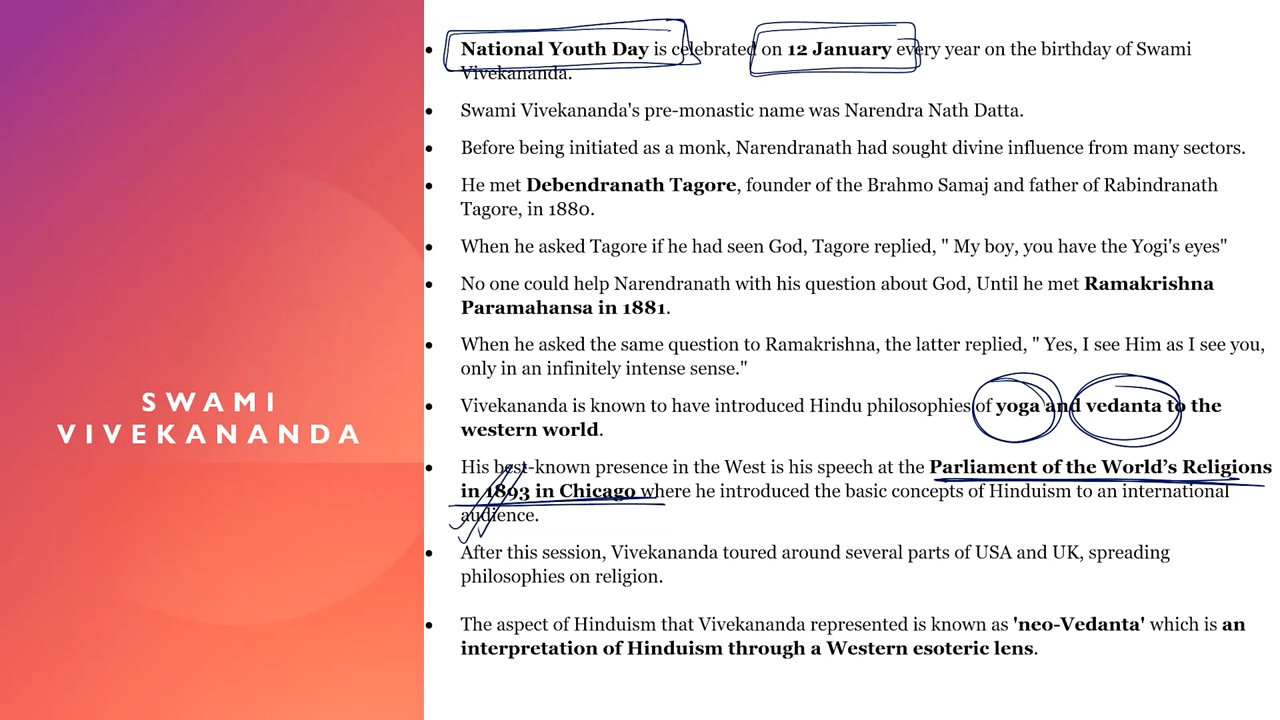 SWAMI
VIVEKANANDA
• National Youth Day is celebrated on 12 January every year on the birthday of Swami
Vivekananda.
• Swami Vivekananda's pre-monastic name was Narendra Nath Datta.
• Before being initiated as a monk, Narendranath had sought divine influence from many sectors.
• He met Debendranath Tagore, founder of the Brahmo Samaj and father of Rabindranath
Tagore, in 1880.
• When he asked Tagore if he had seen God, Tagore replied, " My boy, you have the Yogi's eyes"
• No one could help Narendranath with his question about God, Until he met Ramakrishna
Paramahansa in 1881.
• When he asked the same question to Ramakrishna, the latter replied, " Yes, I see Him as I see you,
only in an infinitely intense sense."
• Vivekananda is known to have introduced Hindu philosophies of yoga and vedanta to the
western world.
• His best-known presence in the West is his speech at the Parliament of the World’s Religions
in 1893 in Chicago where he introduced the basic concepts of Hinduism to an international
audience.
• After this session, Vivekananda toured around several parts of USA and UK, spreading
philosophies on religion.
• The aspect of Hinduism that Vivekananda represented is known as 'neo-Vedanta' which is an
interpretation of Hinduism through a Western esoteric lens.